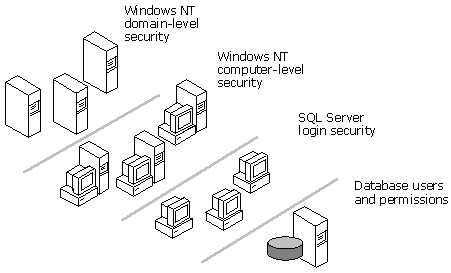 Windows NT
domain-level
security
Windows NT
computer-level
security
SQL Server
login security
Database users
and permissions